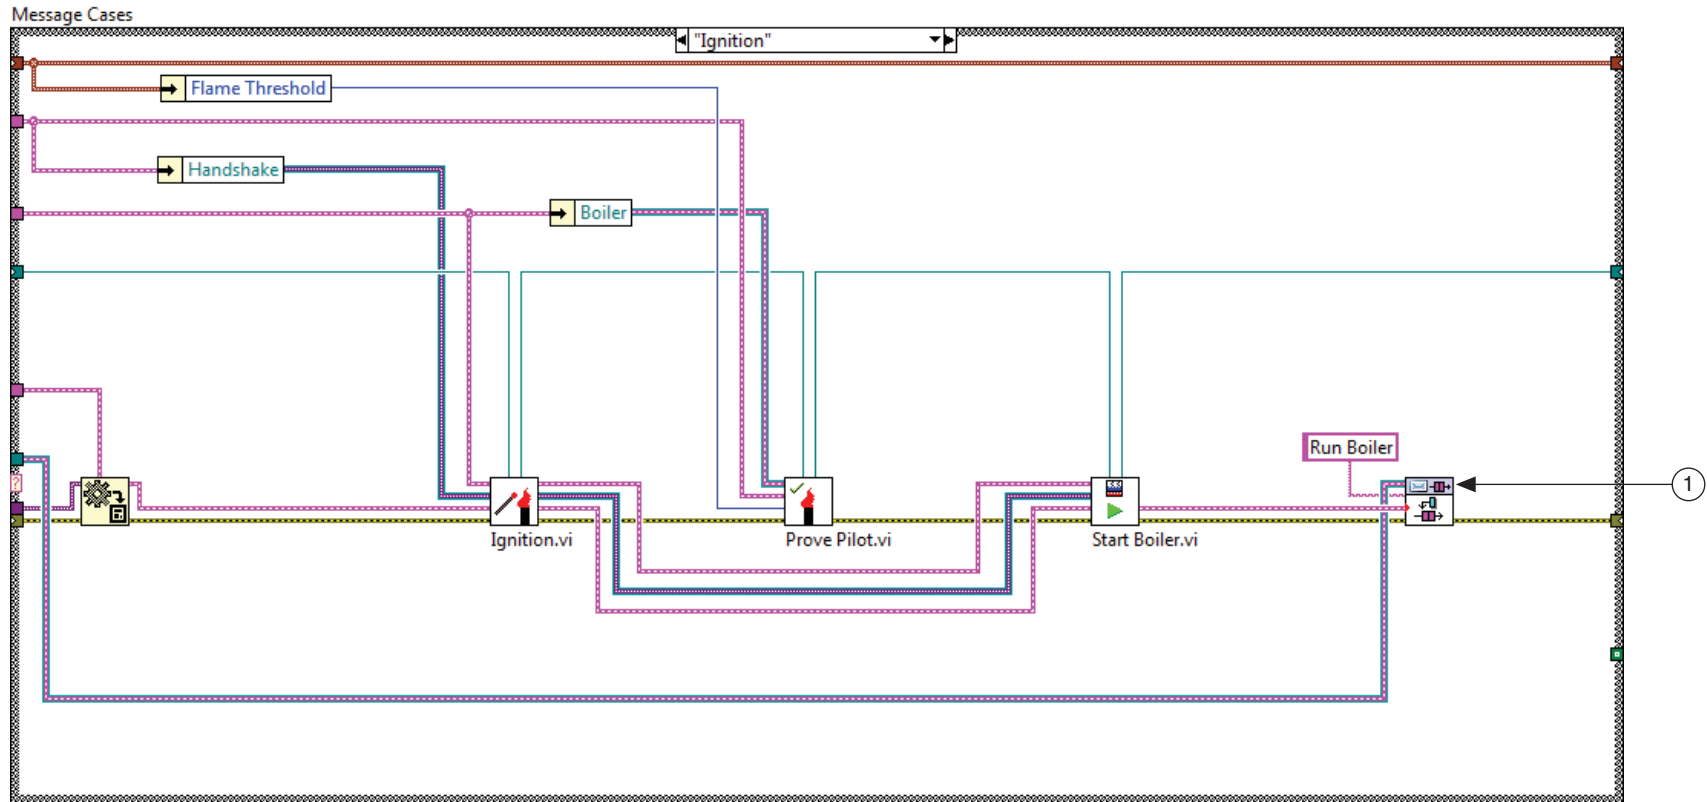 Message Cases
"Ignition"
Flame Threshold
Handshake
Boiler
Run Boiler
?
1
Ignition.vi
Prove Pilot.vi
Start Boiler.vi